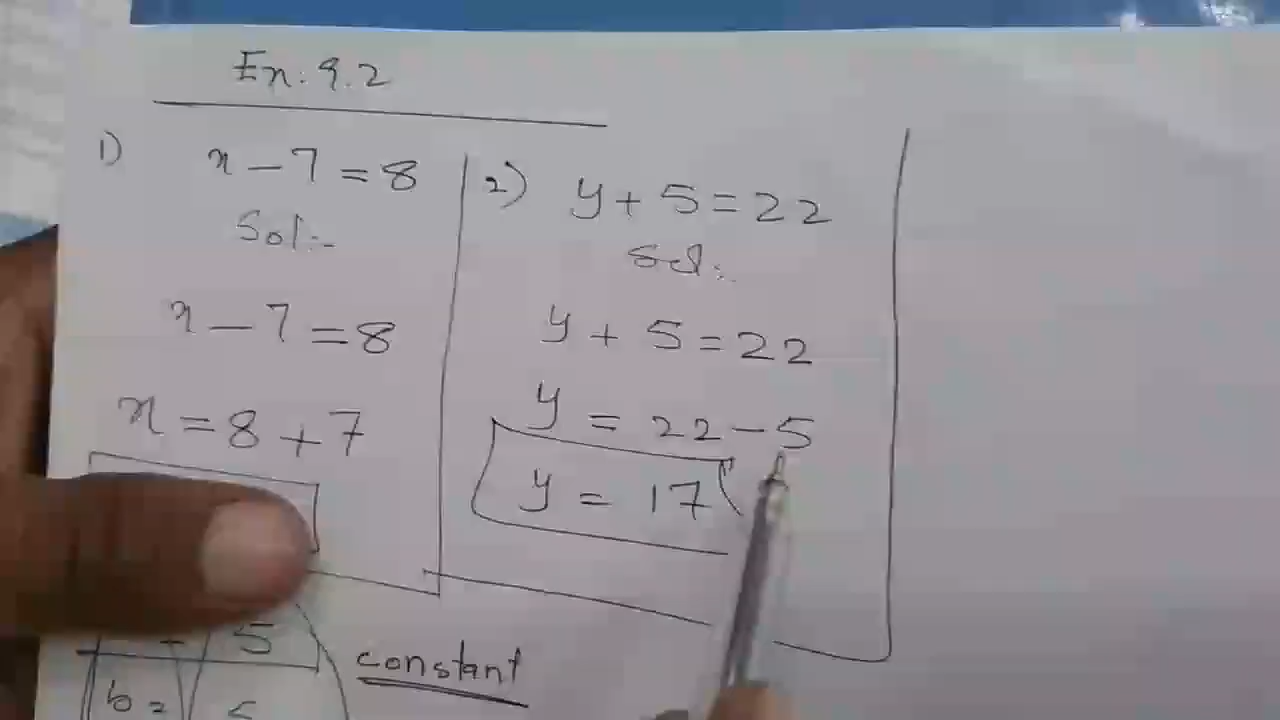 Ex: 9.2
1) x - 7 = 8
Sol:-
x - 7 = 8
x = 8 + 7
2) y + 5 = 22
Sol:
y + 5 = 22
y = 22 - 5
y = 17
5
constant
b =